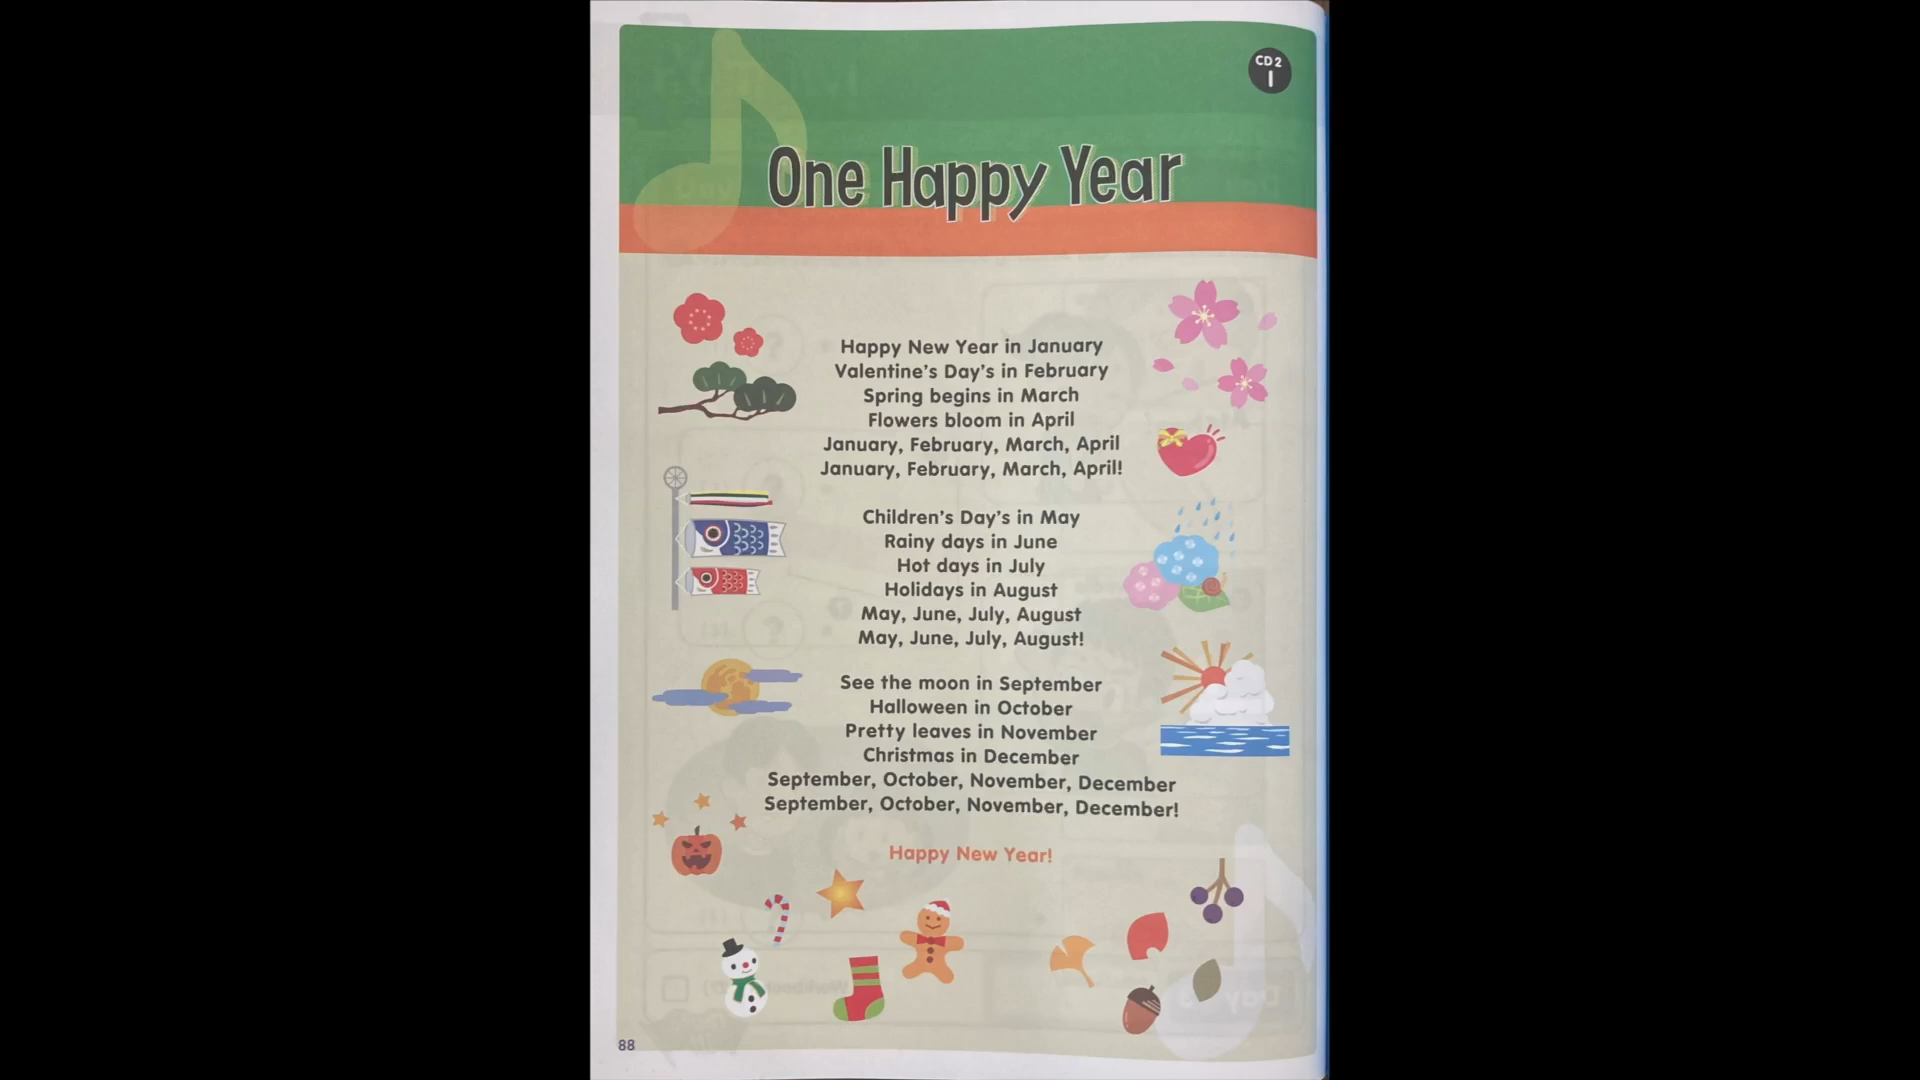 CD 2
1
One Happy Year
Happy New Year in January
Valentine's Day's in February
Spring begins in March
Flowers bloom in April
January, February, March, April
January, February, March, April!
Children's Day's in May
Rainy days in June
Hot days in July
Holidays in August
May, June, July, August
May, June, July, August!
See the moon in September
Halloween in October
Pretty leaves in November
Christmas in December
September, October, November, December
September, October, November, December!
Happy New Year!
88